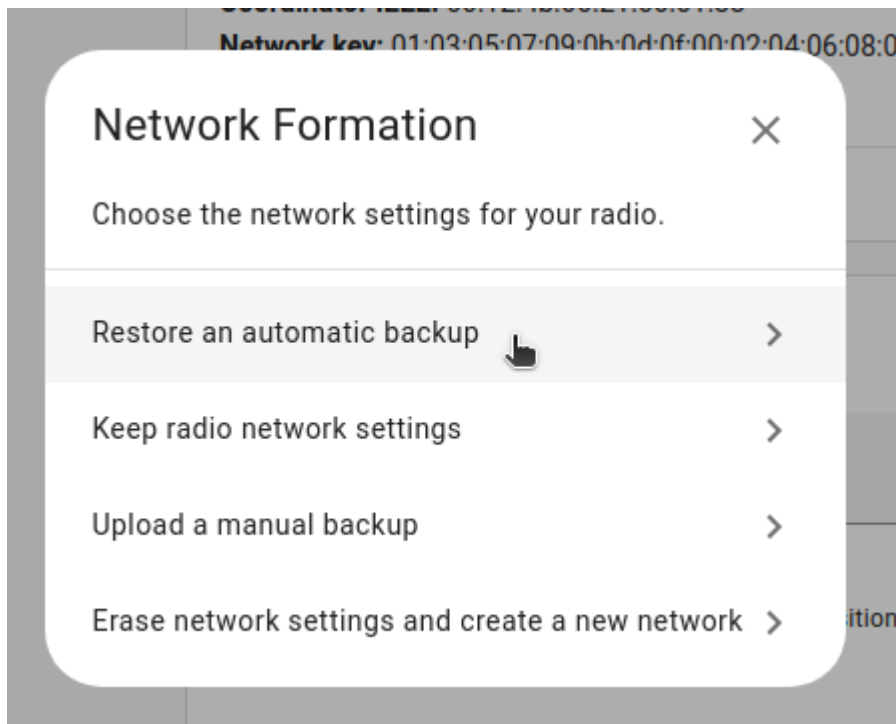 Network key: 01:03:05:07:09:0b:0d:0f:00:02:04:06:08:0
Network Formation
Choose the network settings for your radio.
Restore an automatic backup
Keep radio network settings
Upload a manual backup
Erase network settings and create a new network
ition